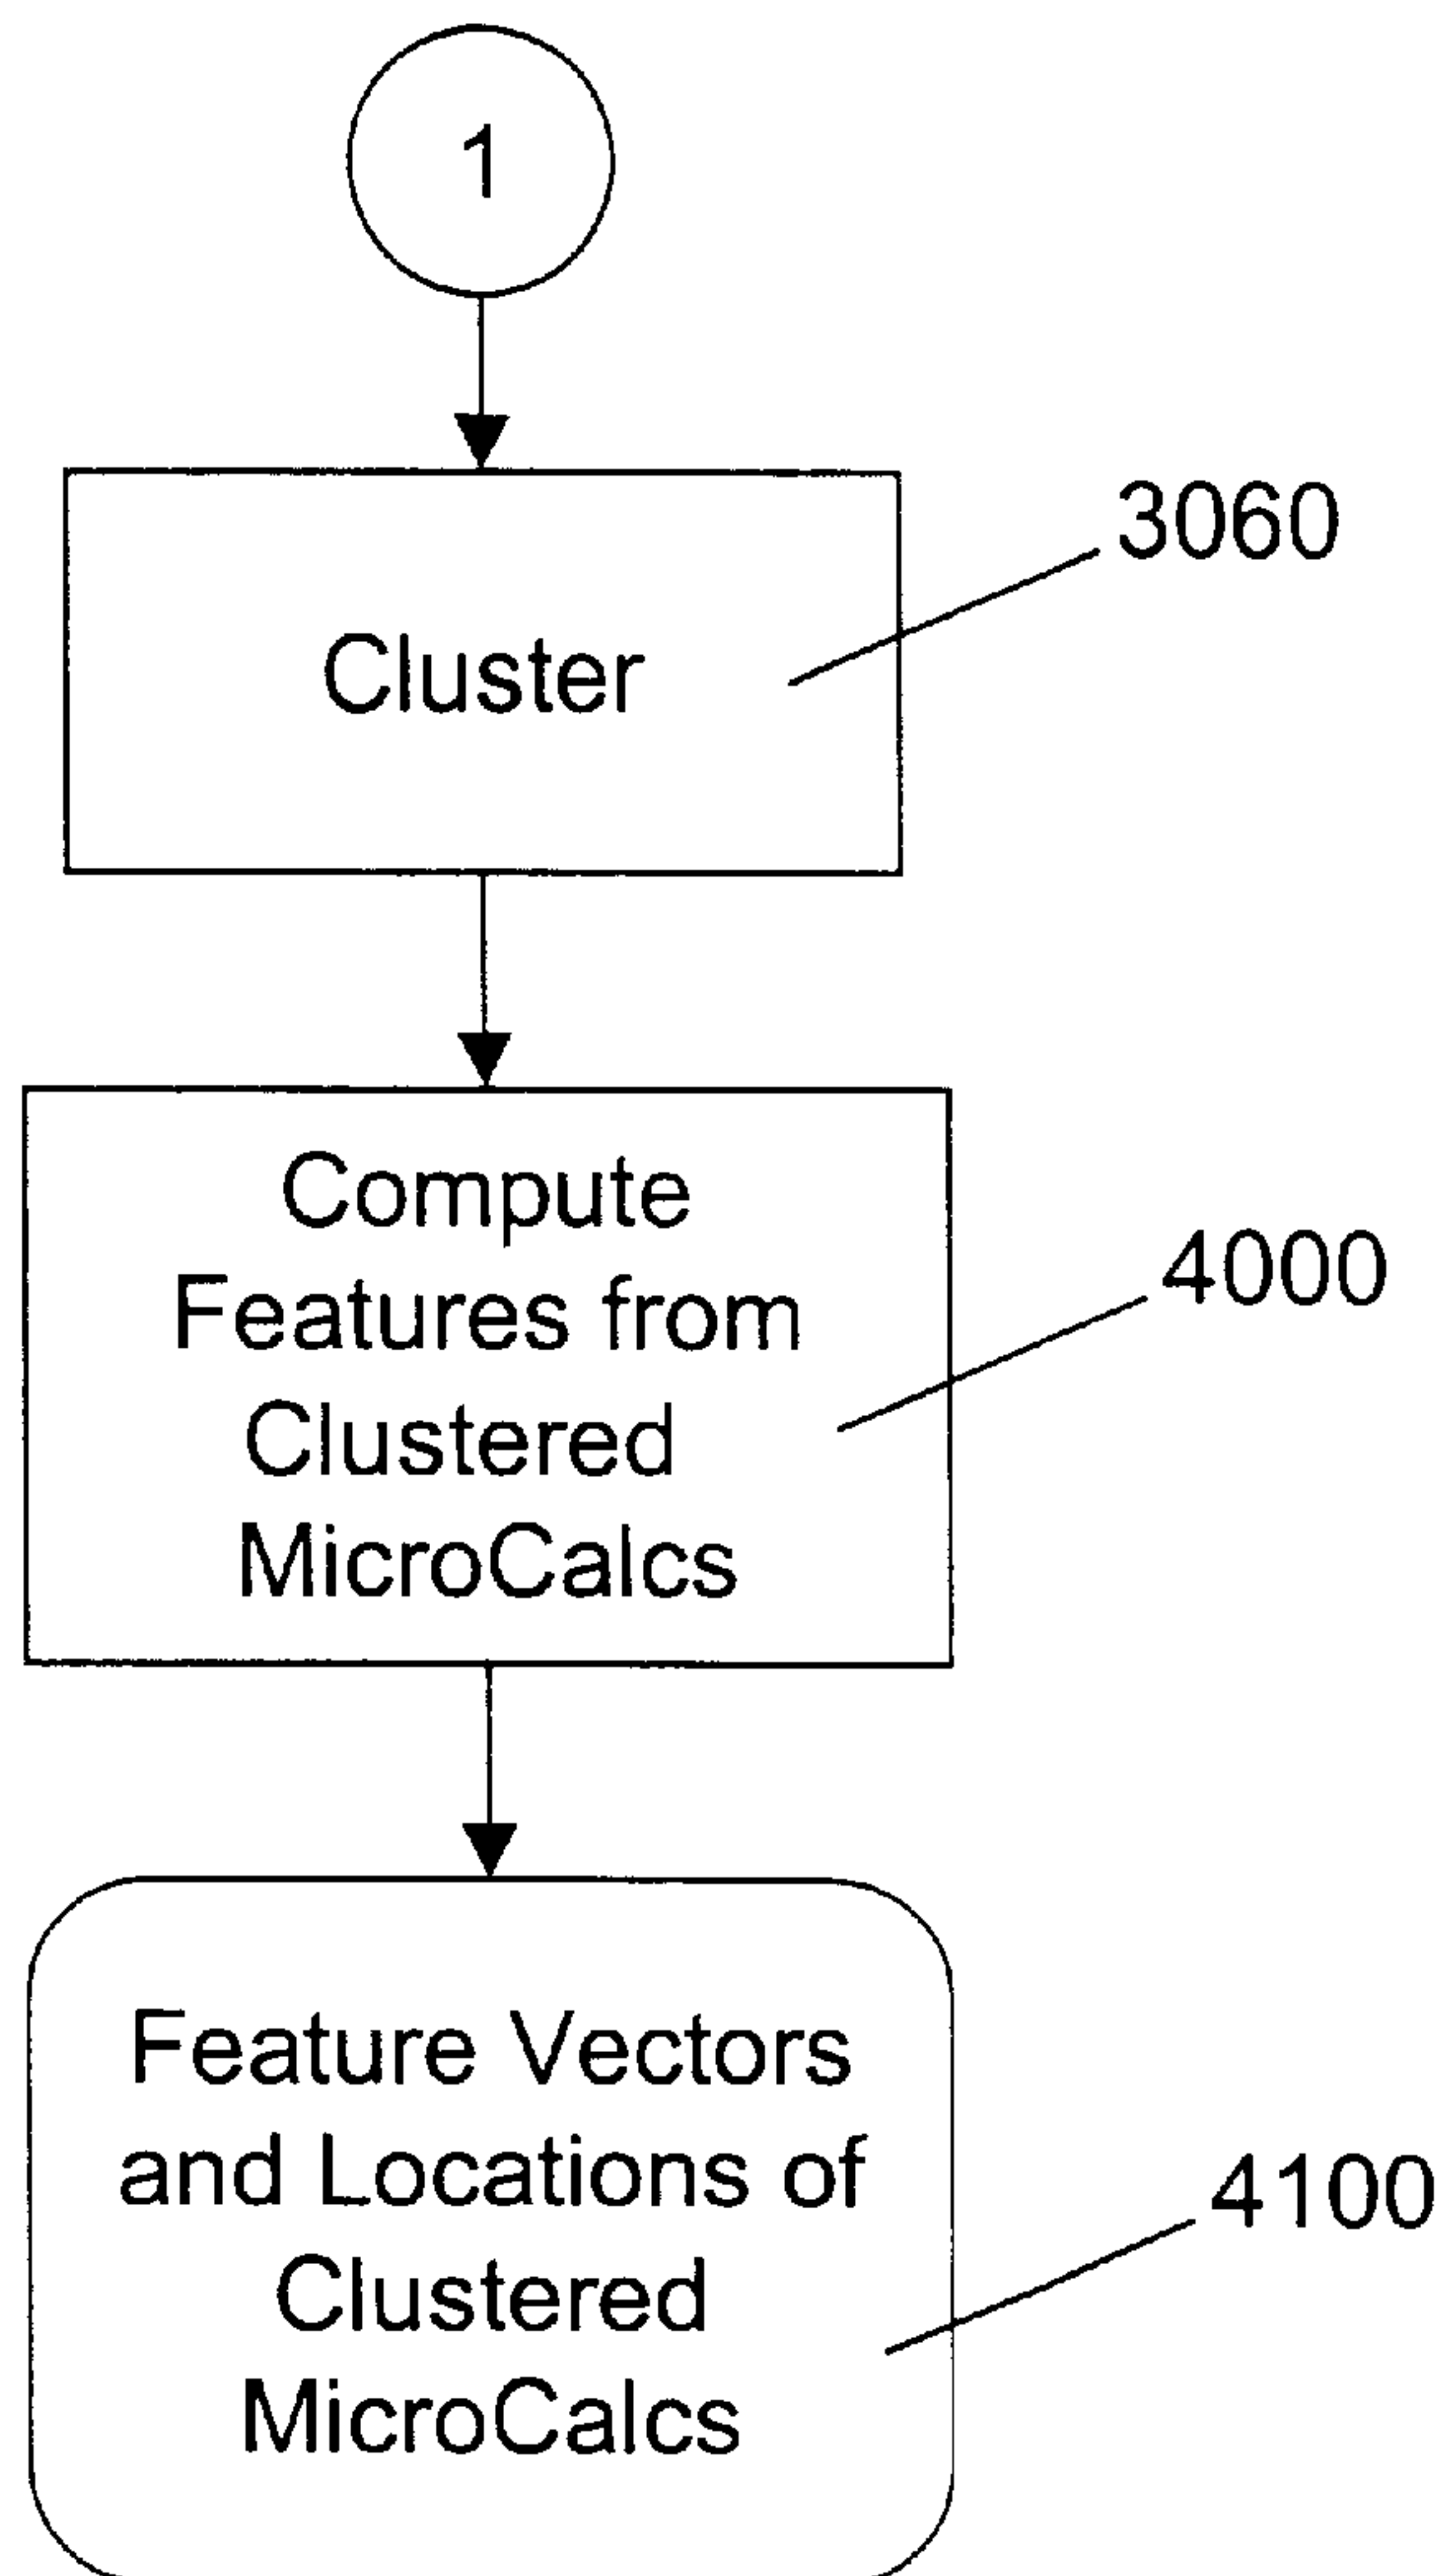 1
3060
Cluster
Compute
Features from
Clustered
MicroCalcs
4000
Feature Vectors
and Locations of
Clustered
MicroCalcs
4100